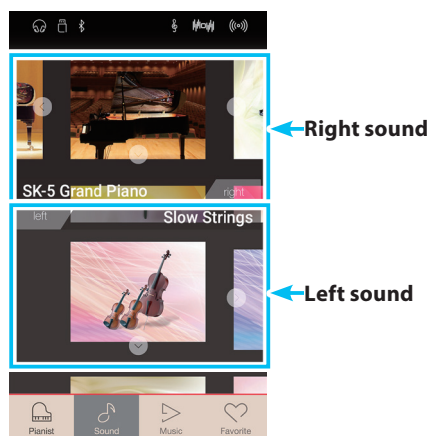 SK-5 Grand Piano
right
Right sound
left
Slow Strings
Left sound
Pianist
Sound
Music
Favorite